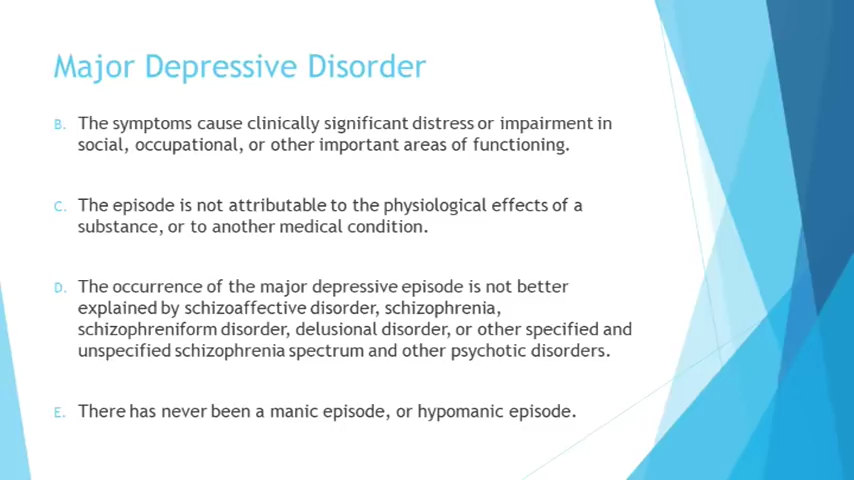 Major Depressive Disorder
B. The symptoms cause clinically significant distress or impairment in
social, occupational, or other important areas of functioning.
C. The episode is not attributable to the physiological effects of a
substance, or to another medical condition.
D. The occurrence of the major depressive episode is not better
explained by schizoaffective disorder, schizophrenia,
schizophreniform disorder, delusional disorder, or other specified and
unspecified schizophrenia spectrum and other psychotic disorders.
E. There has never been a manic episode, or hypomanic episode.